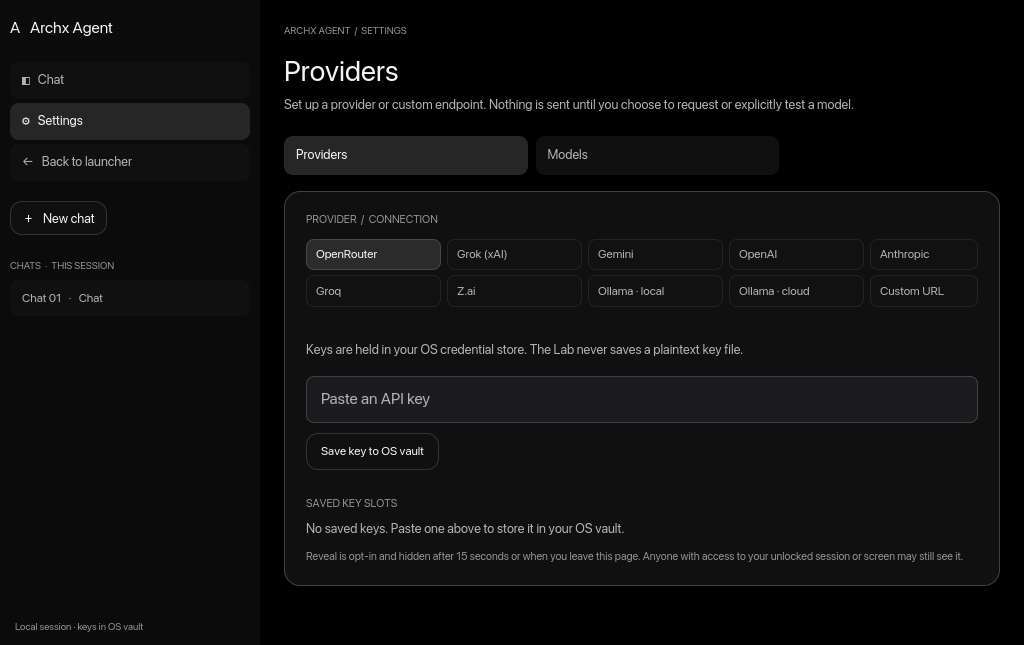 A Archx Agent
Chat
Settings
← Back to launcher
+ New chat
CHATS · THIS SESSION
Chat 01 · Chat
Local session · keys in OS vault
ARCHX AGENT / SETTINGS
Providers
Set up a provider or custom endpoint. Nothing is sent until you choose to request or explicitly test a model.
Providers Models
PROVIDER / CONNECTION
OpenRouter Grok (xAI) Gemini OpenAI Anthropic
Groq Z.ai Ollama · local Ollama · cloud Custom URL
Keys are held in your OS credential store. The Lab never saves a plaintext key file.
Paste an API key
Save key to OS vault
SAVED KEY SLOTS
No saved keys. Paste one above to store it in your OS vault.
Reveal is opt-in and hidden after 15 seconds or when you leave this page. Anyone with access to your unlocked session or screen may still see it.